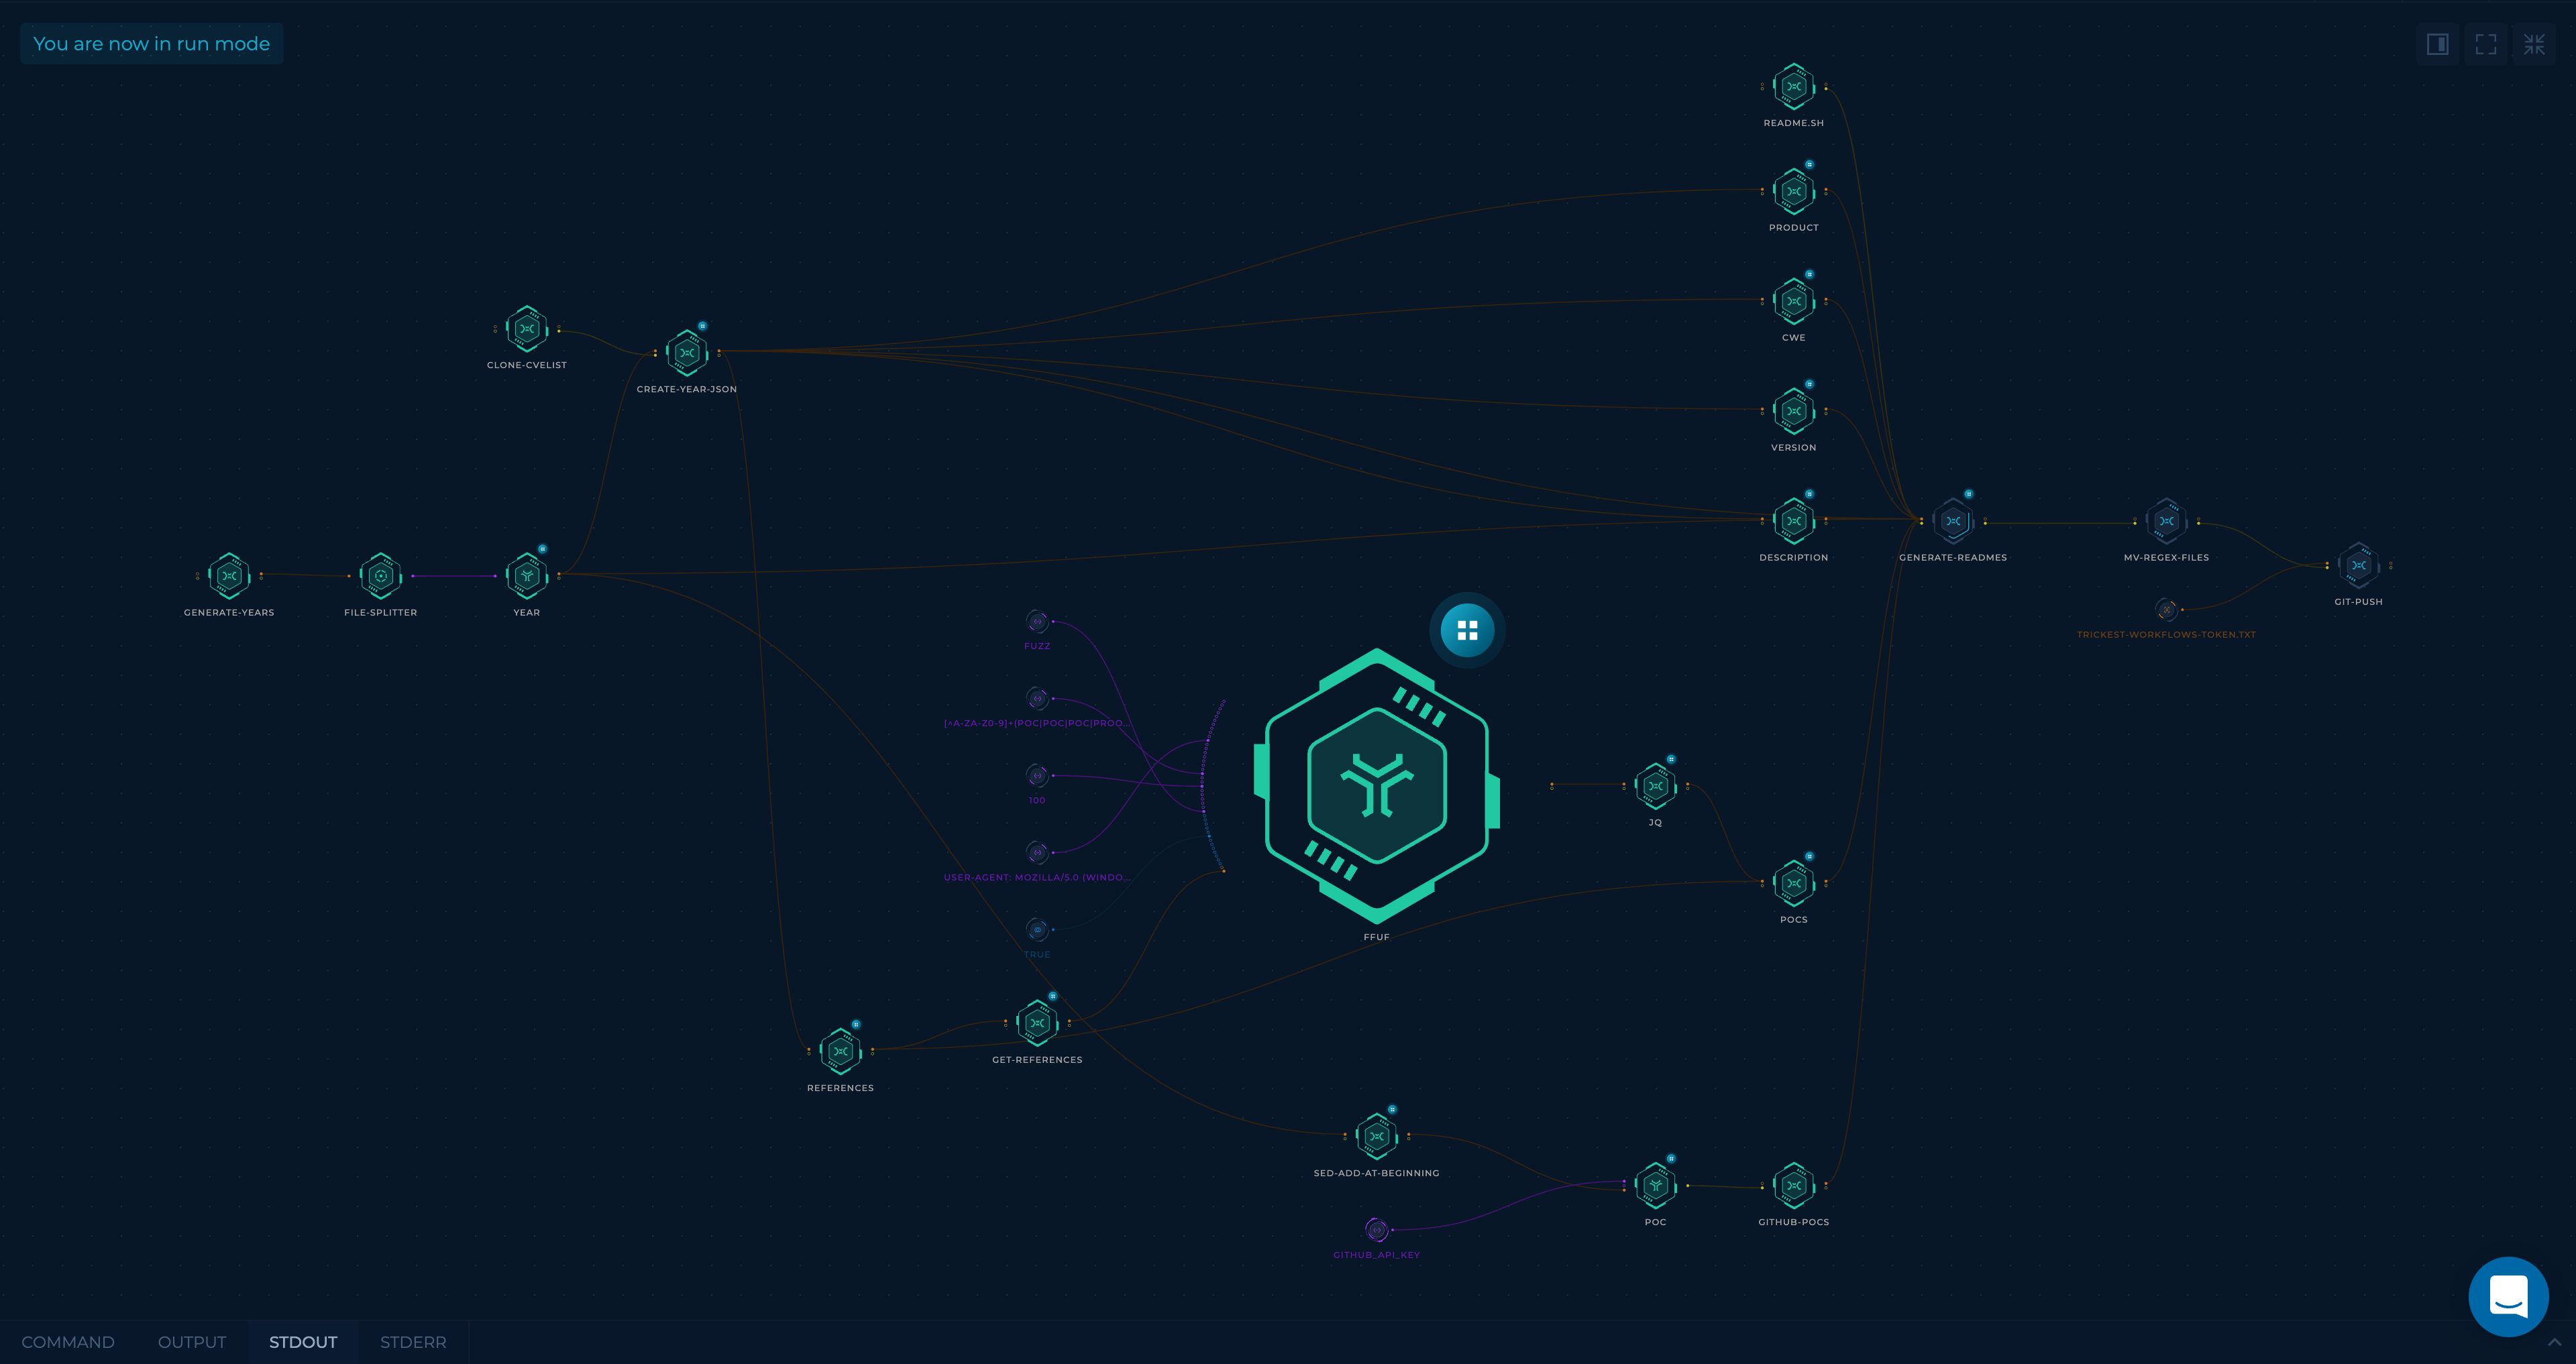 You are now in run mode
README.SH
PRODUCT
CWE
CLONE-CVELIST
CREATE-YEAR-JSON
VERSION
DESCRIPTION
GENERATE-READMES
MV-REGEX-FILES
GENERATE-YEARS
FILE-SPLITTER
YEAR
GIT-PUSH
TRICKEST-WORKFLOWS-TOKEN.TXT
FUZZ
[^A-ZA-Z0-9]+(POC|POC|POC|PROO...
100
JQ
USER-AGENT: MOZILLA/5.0 (WINDO...
POCS
FFUF
TRUE
GET-REFERENCES
REFERENCES
SED-ADD-AT-BEGINNING
POC
GITHUB-POCS
GITHUB_API_KEY
COMMAND
OUTPUT
STDOUT
STDERR